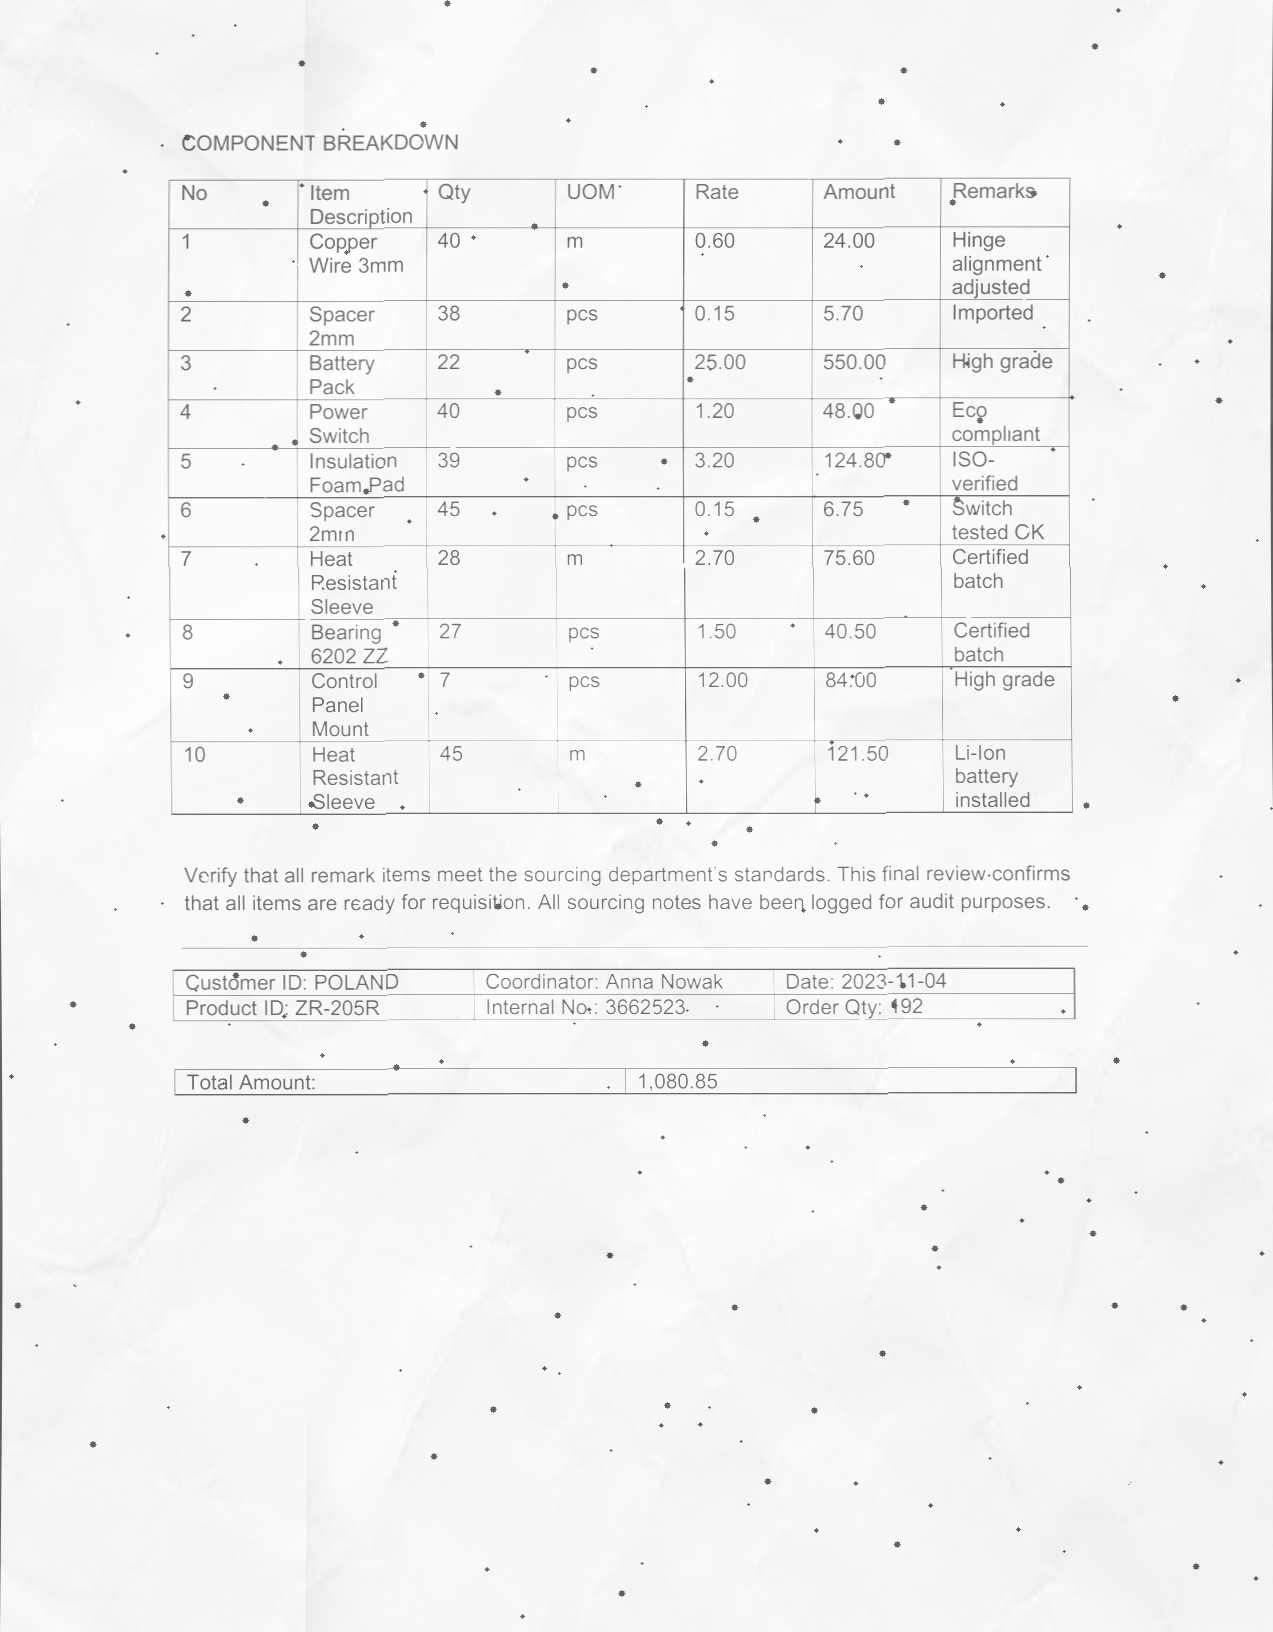 COMPONENT BREAKDOWN
No Item Qty UOM Rate Amount Remarks
Description
1 Copper 40 m 0.60 24.00 Hinge
Wire 3mm alignment
adjusted
2 Spacer 38 pcs 0.15 5.70 Imported
2mm
3 Battery 22 pcs 25.00 550.00 High grade
Pack
4 Power 40 pcs 1.20 48.00 Eco
Switch compliant
5 Insulation 39 pcs 3.20 124.80 ISO-
Foam Pad verified
6 Spacer 45 pcs 0.15 6.75 Switch
2mm tested OK
7 Heat 28 m 2.70 75.60 Certified
Resistant batch
Sleeve
8 Bearing 27 pcs 1.50 40.50 Certified
6202 ZZ batch
9 Control 7 pcs 12.00 84.00 High grade
Panel
Mount
10 Heat 45 m 2.70 121.50 Li-Ion
Resistant battery
Sleeve installed
Verify that all remark items meet the sourcing department's standards. This final review confirms
that all items are ready for requisition. All sourcing notes have been logged for audit purposes.
Customer ID: POLAND Coordinator: Anna Nowak Date: 2023-11-04
Product ID: ZR-205R Internal No.: 3662523 Order Qty: 192
Total Amount: 1,080.85